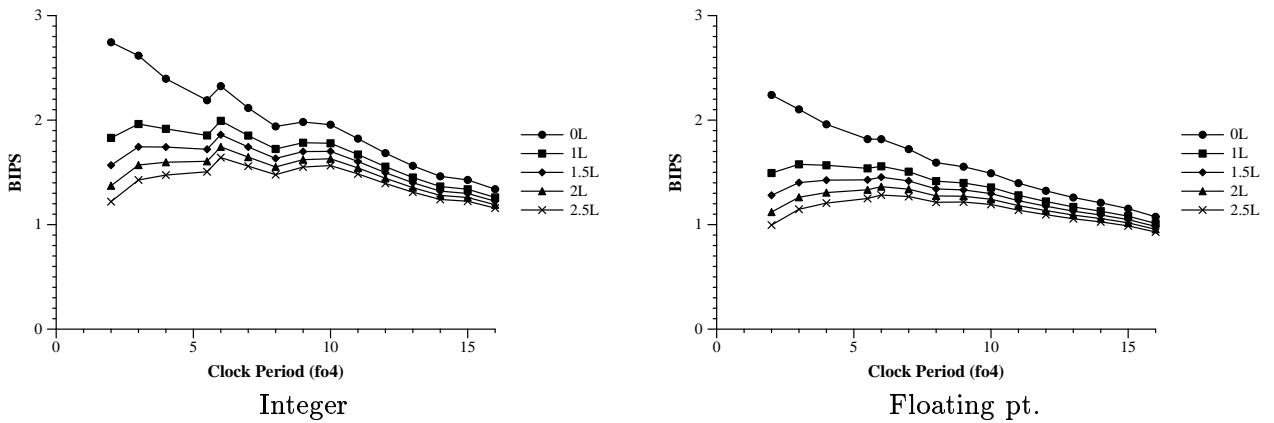 3
2
1
0
BIPS
0
5
10
15
Clock Period (fo4)
0L
1L
1.5L
2L
2.5L
Integer
3
2
1
0
BIPS
0
5
10
15
Clock Period (fo4)
0L
1L
1.5L
2L
2.5L
Floating pt.